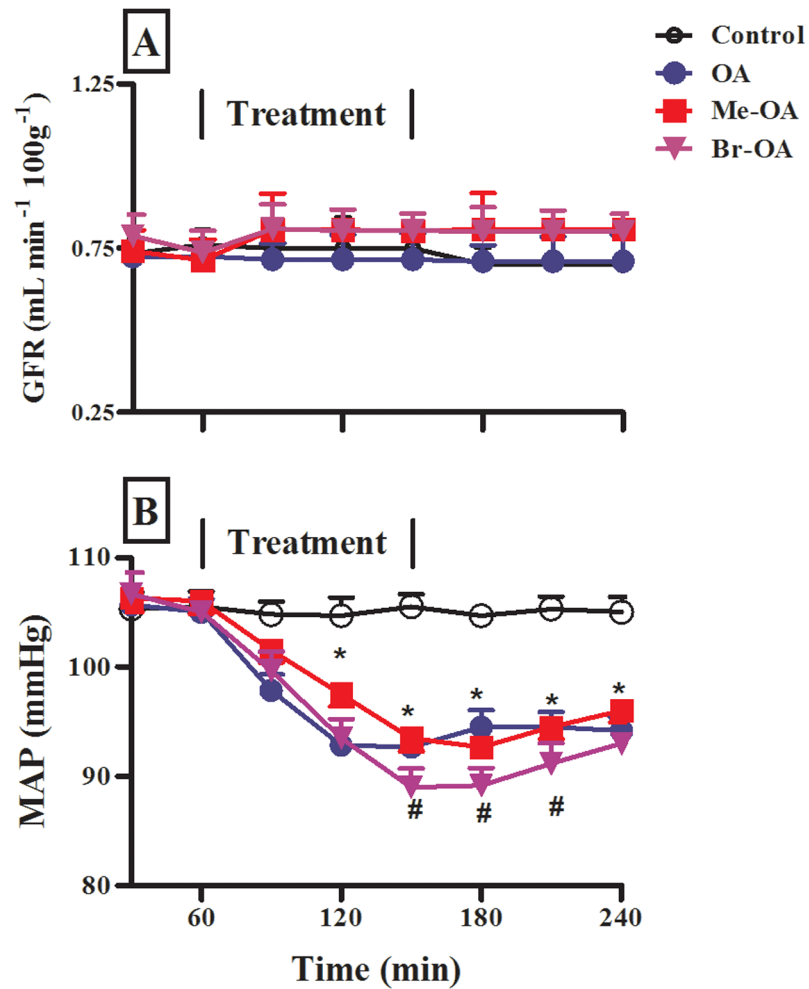 A
Control
OA
Me-OA
Br-OA
1.25
Treatment
0.75
GFR (mL min⁻¹ 100g⁻¹)
0.25
B
Treatment
110
100
90
80
MAP (mmHg)
*
*
*
*
*
#
#
#
60
120
180
240
Time (min)